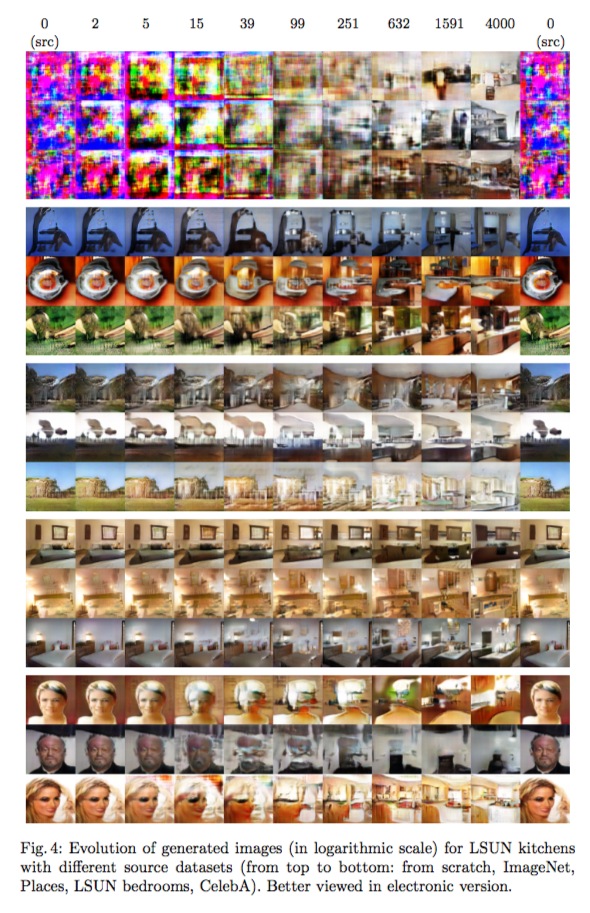 0 2 5 15 39 99 251 632 1591 4000 0
(src) (src)
Fig. 4: Evolution of generated images (in logarithmic scale) for LSUN kitchens
with different source datasets (from top to bottom: from scratch, ImageNet,
Places, LSUN bedrooms, CelebA). Better viewed in electronic version.